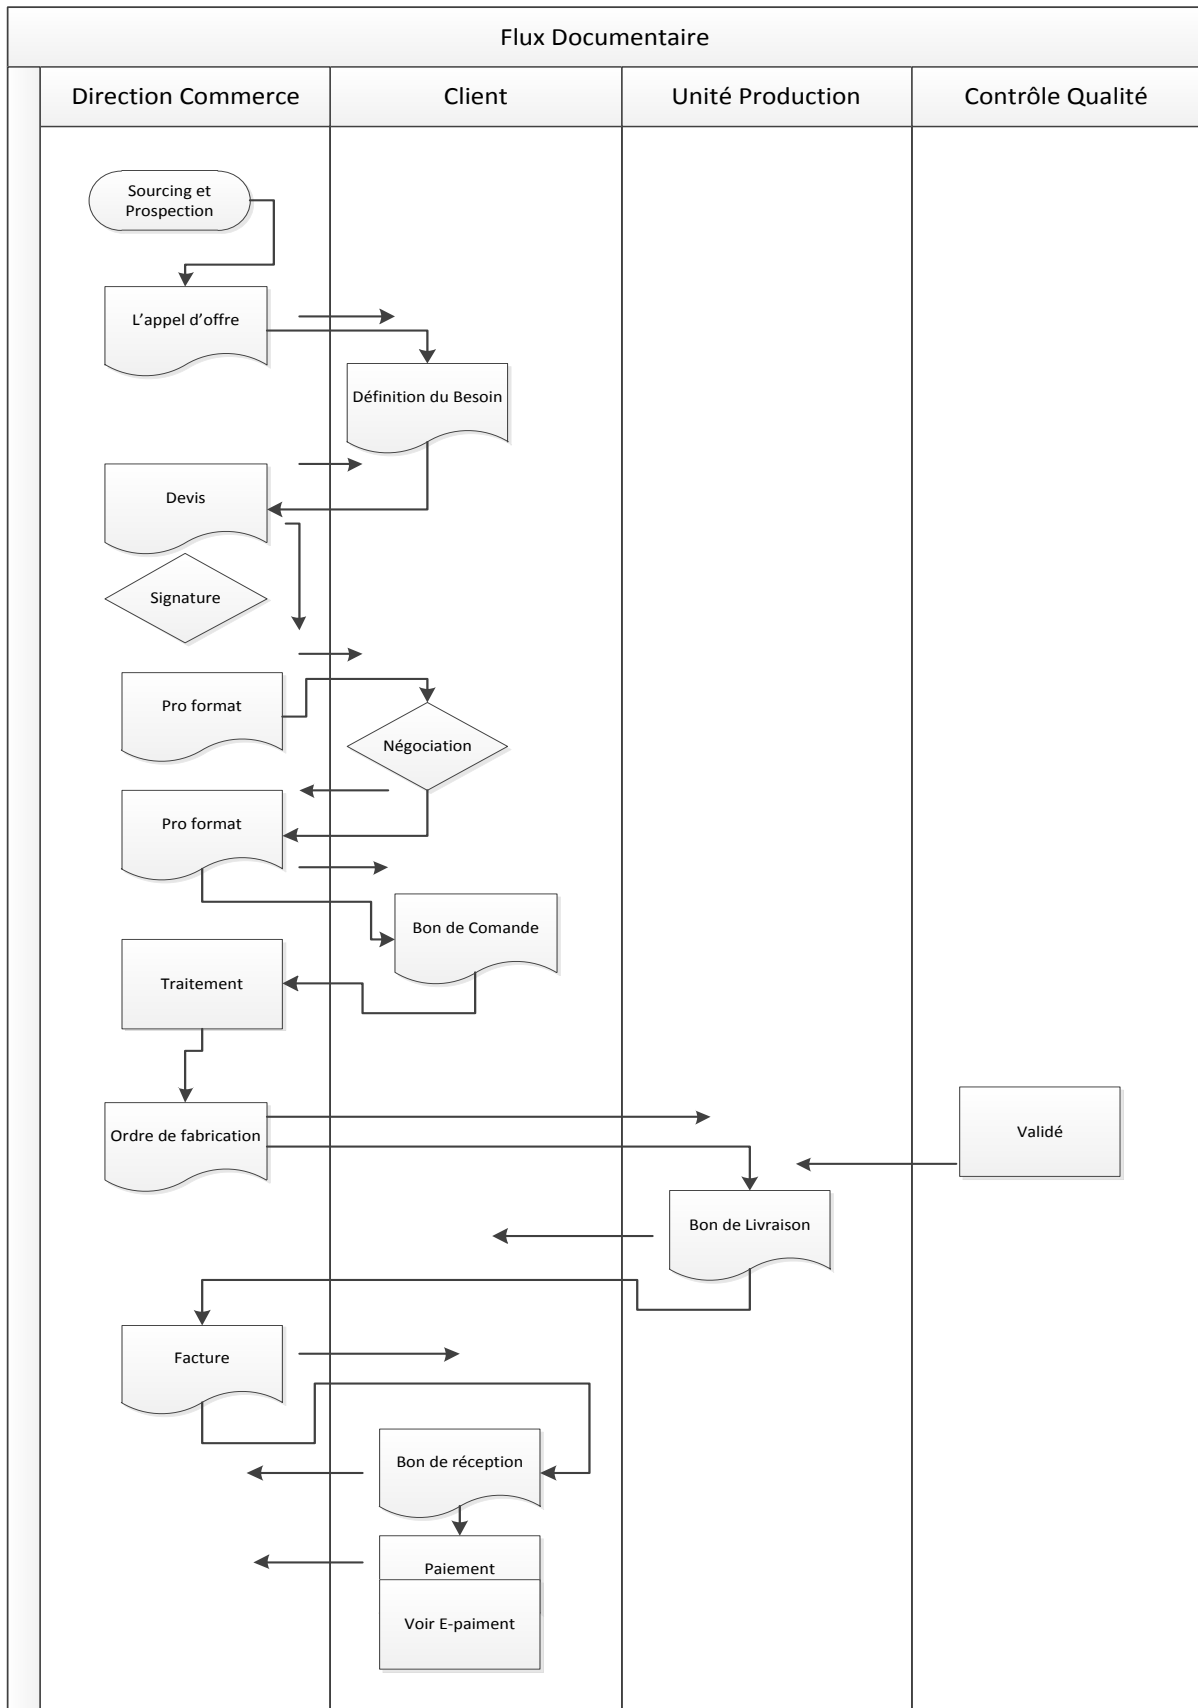 Flux Documentaire
Direction Commerce
Client
Unité Production
Contrôle Qualité
Sourcing et
Prospection
L’appel d’offre
Définition du Besoin
Devis
Signature
Pro format
Négociation
Pro format
Bon de Comande
Traitement
Ordre de fabrication
Validé
Bon de Livraison
Facture
Bon de réception
Paiement
Voir E-paiment